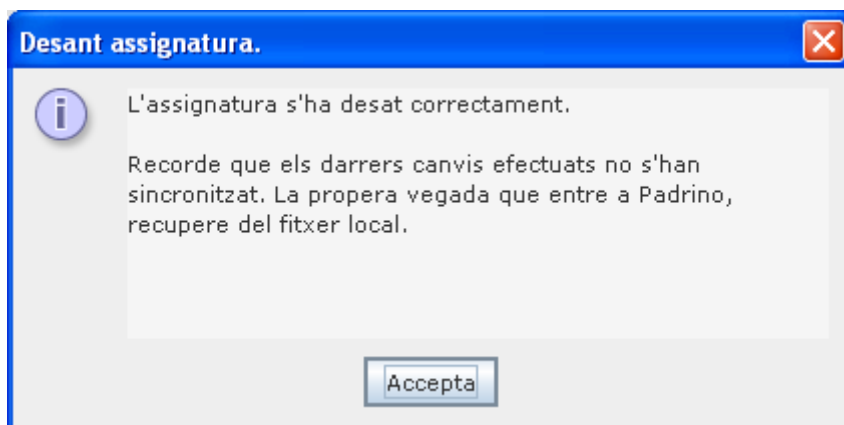 Desant assignatura.
L'assignatura s'ha desat correctament.
Recorde que els darrers canvis efectuats no s'han
sincronitzat. La propera vegada que entre a Padrino,
recupere del fitxer local.
Accepta